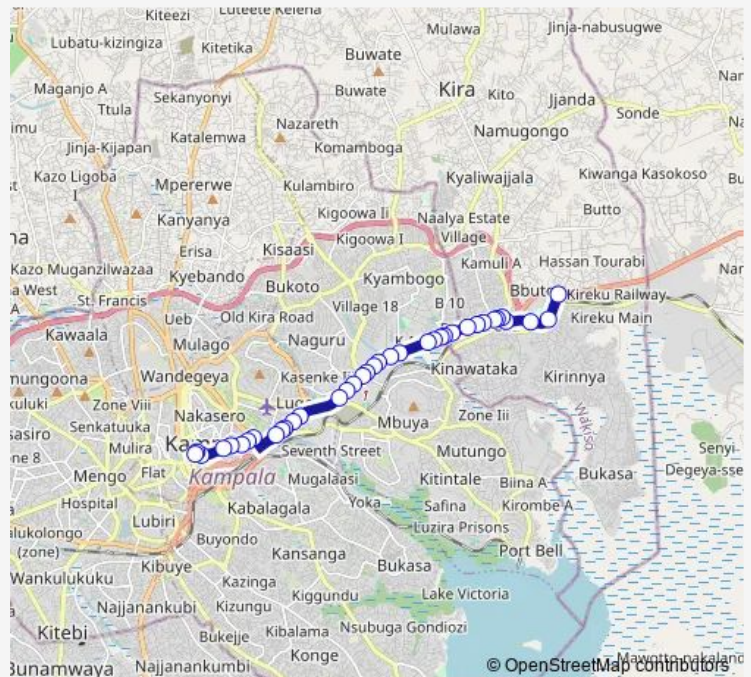 Kiteezi
Luteete Kelena
Lubatu-kizingiza
Kitetika
Mulawa
Jinja-nabusugwe
Buwate
Maganjo A
Sekanyonyi
Buwate
Kira
Kito
Jjanda
Ttula
Sonde
Nazareth
Namugongo
Katalemwa
Jinja-Kijapan
Komamboga
Kazo Ligoba
I
Mpererwe
Kulambiro
Kyaliwajjala
Kiwanga Kasokoso
Kanyanya
Kigoowa Ii
Naalya Estate
Village
Butto
Erisa
Kisaasi
Kigoowa I
Kazo Muganzilwazaa
Kyebando
Kamuli A
Hassan Tourabi
a West
Bukoto
Kyambogo
St. Francis
Village 18
B 10
Kireku Railway
Ueb
Old Kira Road
Kireku Main
Kawaala
Mulago
Naguru
Wandegeya
Kinawataka
Kirinnya
Zone Viii
Nakasero
Mbuya
Zone Iii
Wakiso
Senkatuuka
Mulira
Seventh Street
Mutungo
Senyi-
Degeya-sse
Mengo
Flat
Kampala
Mugalaasi
Kitintale
Biina A
Bukasa
Hospital
Kabalagala
Yoka
Safina
Kirombe A
Lubiri
Luzira Prisons
(zone)
Buyondo
Kansanga
Port Bell
Kibuye
Bukasa
Wankulukuku
Kazinga
Kiggundu
Lake Victoria
Najjanankubi
Kizungu
Kitebi
Bukejje
Kibalama
Nsubuga Gondiozi
Konge
Najjanankumbi
© OpenStreetMap contributors